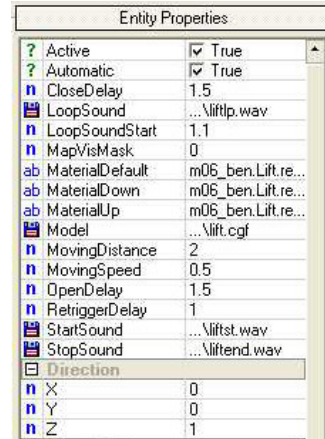 Entity Properties
? Active True
? Automatic True
n CloseDelay 1.5
LoopSound ...\liftlp.wav
n LoopSoundStart 1.1
n MapVisMask 0
ab MaterialDefault m06_ben.Lift.re...
ab MaterialDown m06_ben.Lift.re...
ab MaterialUp m06_ben.Lift.re...
Model ...\lift.cgf
n MovingDistance 2
n MovingSpeed 0.5
n OpenDelay 1.5
n RetriggerDelay 1
StartSound ...\liftst.wav
StopSound ...\liftend.wav
Direction
n X 0
n Y 0
n Z 1